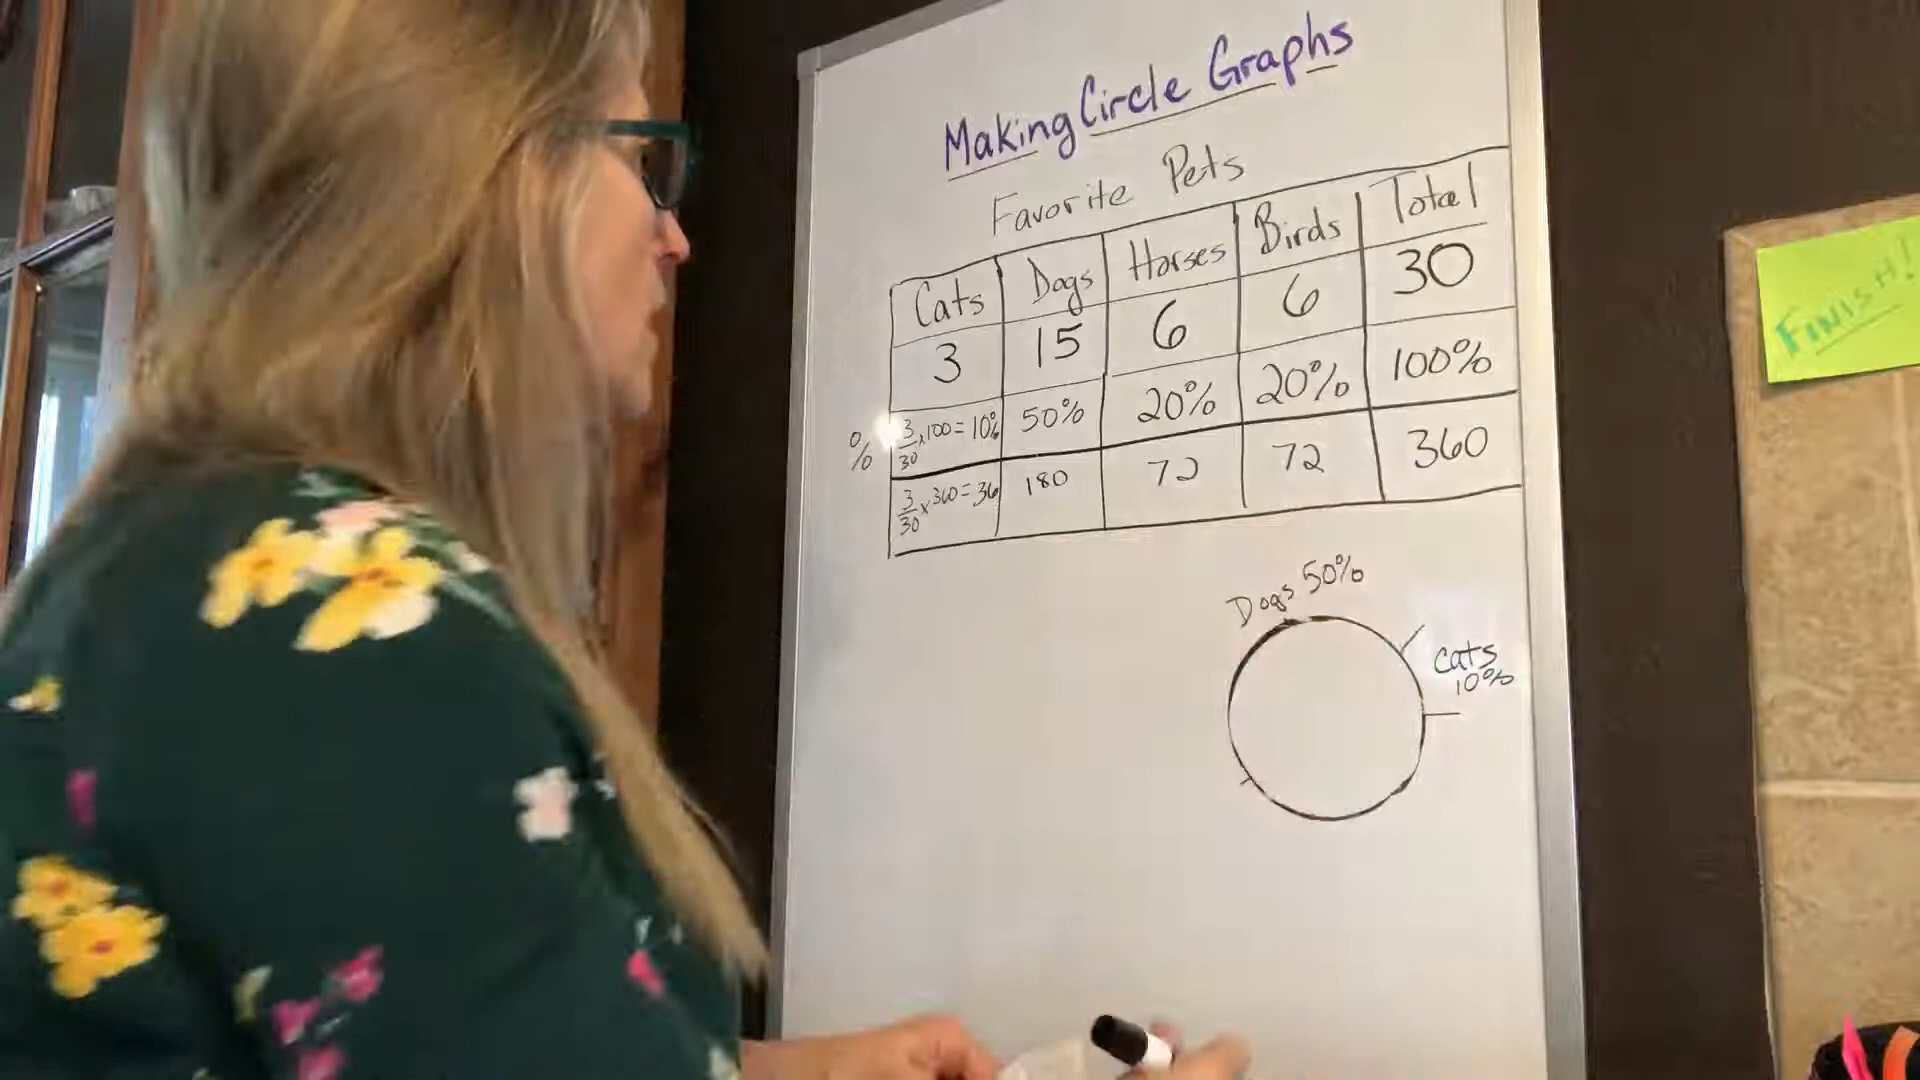 Making Circle Graphs
Favorite Pets
Cats Dogs Horses Birds Total
3 15 6 6 30
% 3/30 x 100 = 10% 50% 20% 20% 100%
3/30 x 360 = 36 180 72 72 360
Dogs 50%
Cats
10%
FINISH!